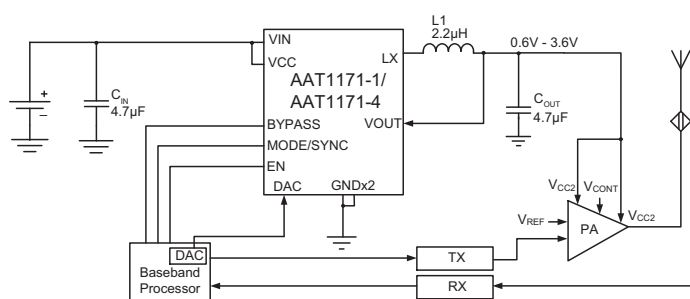 L1
2.2µH
0.6V - 3.6V
VIN
VCC
LX
AAT1171-1/
AAT1171-4
+
−
C_IN
4.7µF
C_OUT
4.7µF
BYPASS
VOUT
MODE/SYNC
EN
DAC
GNDx2
V_CC2
V_CONT
V_CC2
V_REF
PA
DAC
Baseband
Processor
TX
RX